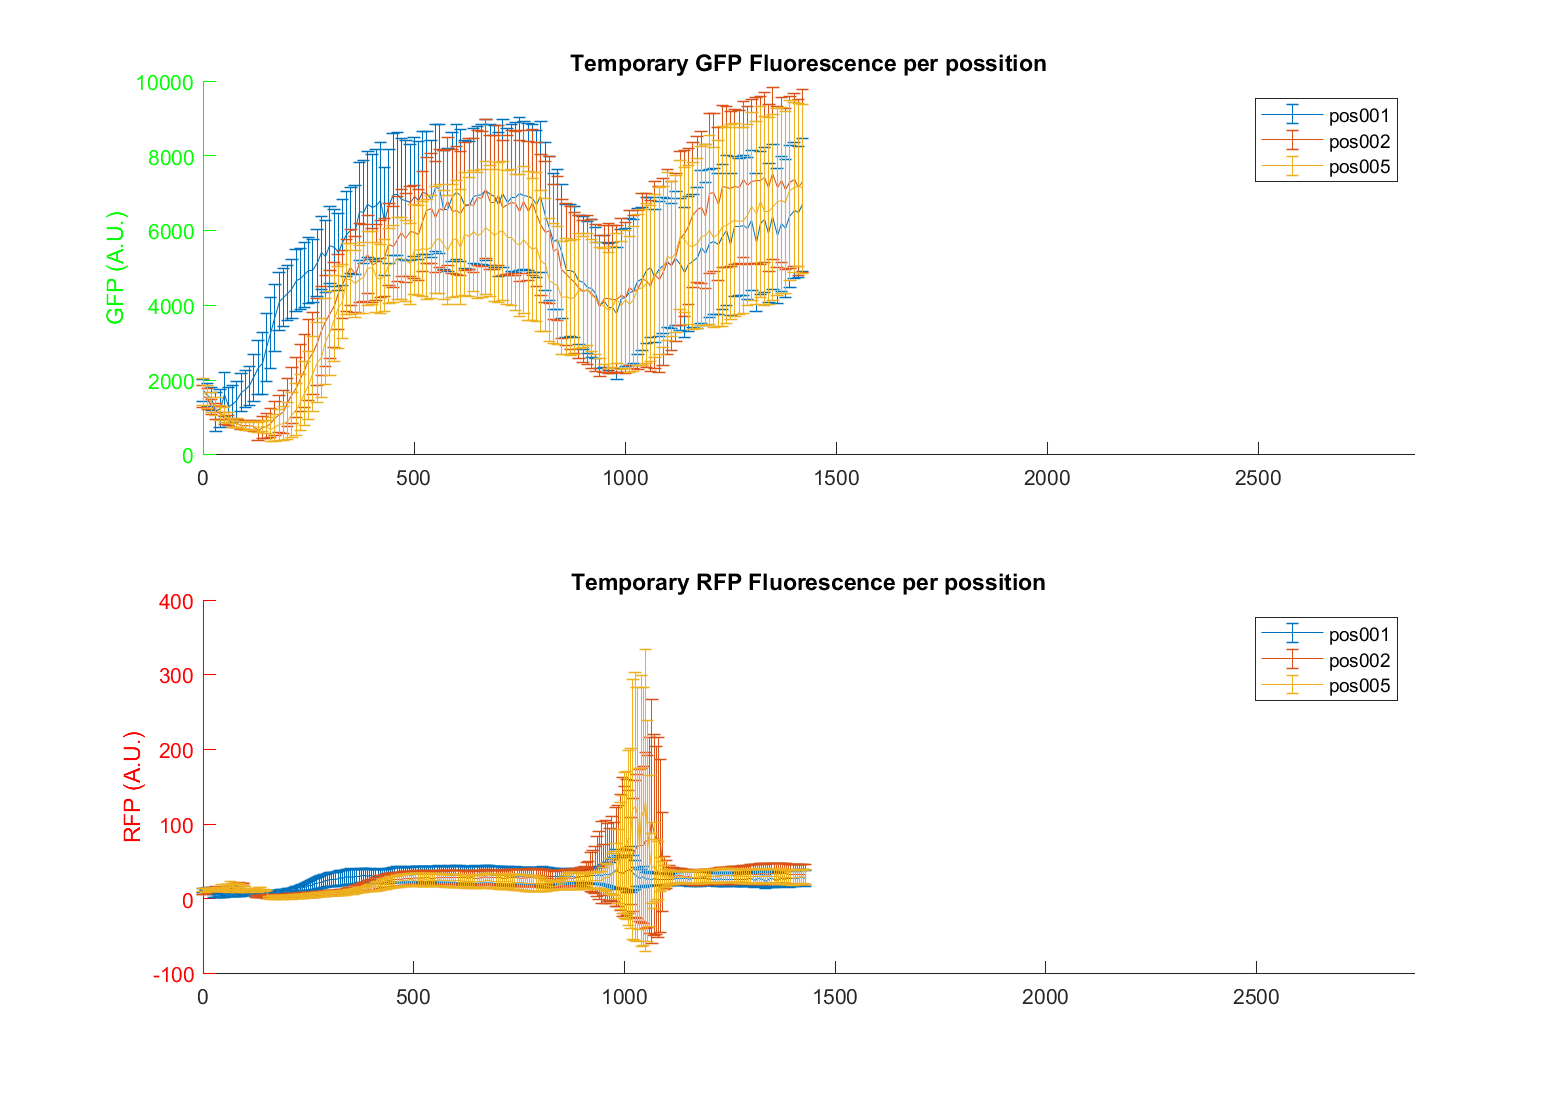 Temporary GFP Fluorescence per possition
10000
8000
6000
4000
2000
0
GFP (A.U.)
0 500 1000 1500 2000 2500
pos001
pos002
pos005
Temporary RFP Fluorescence per possition
400
300
200
100
0
-100
RFP (A.U.)
0 500 1000 1500 2000 2500
pos001
pos002
pos005